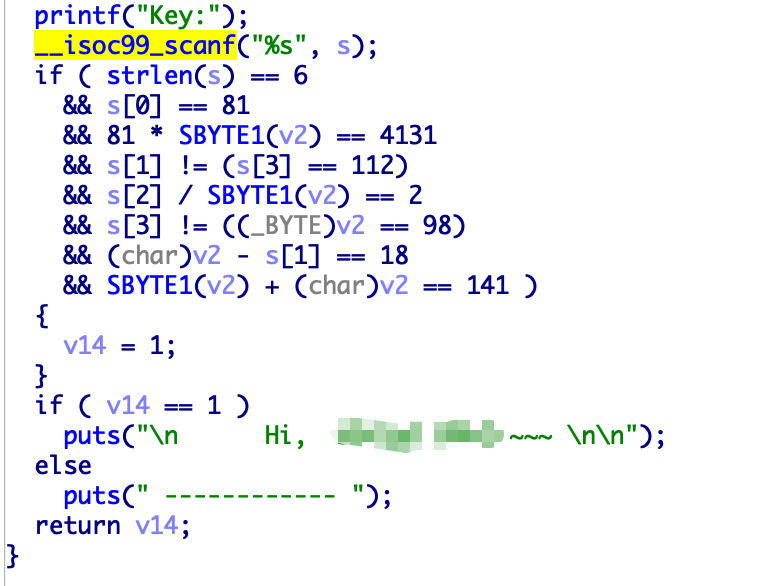 printf("Key:");
__isoc99_scanf("%s", s);
if ( strlen(s) == 6
&& s[0] == 81
&& 81 * SBYTE1(v2) == 4131
&& s[1] != (s[3] == 112)
&& s[2] / SBYTE1(v2) == 2
&& s[3] != ((_BYTE)v2 == 98)
&& (char)v2 - s[1] == 18
&& SBYTE1(v2) + (char)v2 == 141 )
{
v14 = 1;
}
if ( v14 == 1 )
puts("\n      Hi, ~~~ \n\n");
else
puts(" ------------ ");
return v14;
}